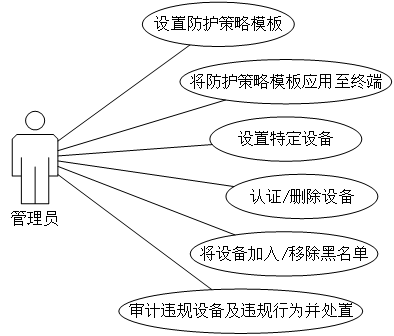 设置防护策略模板
将防护策略模板应用至终端
设置特定设备
认证/删除设备
管理员
将设备加入/移除黑名单
审计违规设备及违规行为并处置